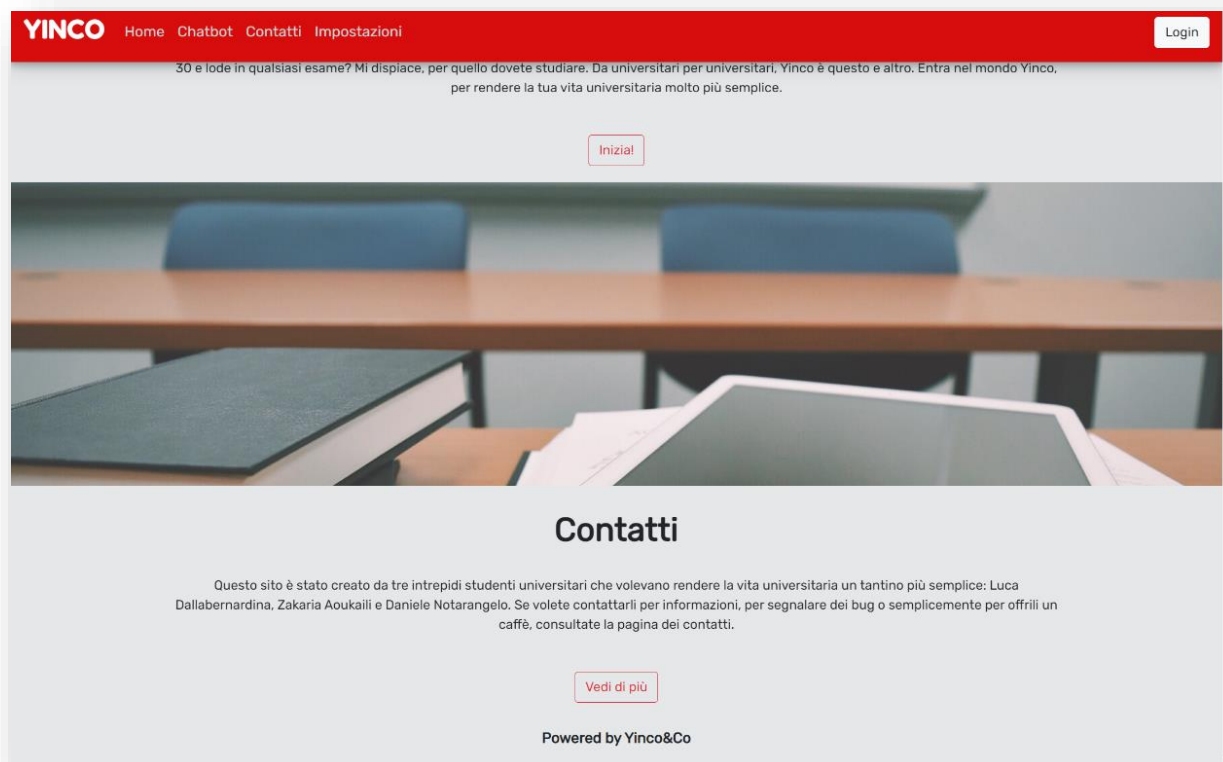 YINCO Home Chatbot Contatti Impostazioni Login
30 e lode in qualsiasi esame? Mi dispiace, per quello dovete studiare. Da universitari per universitari, Yinco è questo e altro. Entra nel mondo Yinco,
per rendere la tua vita universitaria molto più semplice.
Inizia!
Contatti
Questo sito è stato creato da tre intrepidi studenti universitari che volevano rendere la vita universitaria un tantino più semplice: Luca
Dallabernardina, Zakaria Aoukaili e Daniele Notarangelo. Se volete contattarli per informazioni, per segnalare dei bug o semplicemente per offrili un
caffè, consultate la pagina dei contatti.
Vedi di più
Powered by Yinco&Co